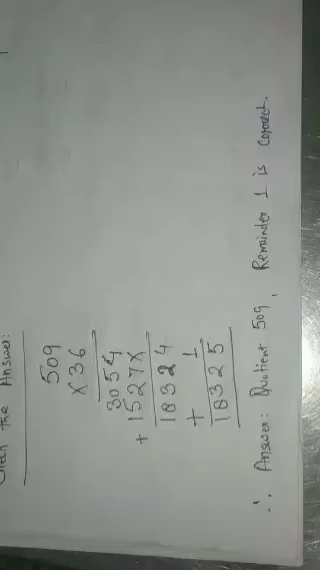 Check the Answer:
509
x 36
3054
+ 1527x
18324
+ 1
18325
∴ Answer: Quotient 509, Remainder 1 is correct.